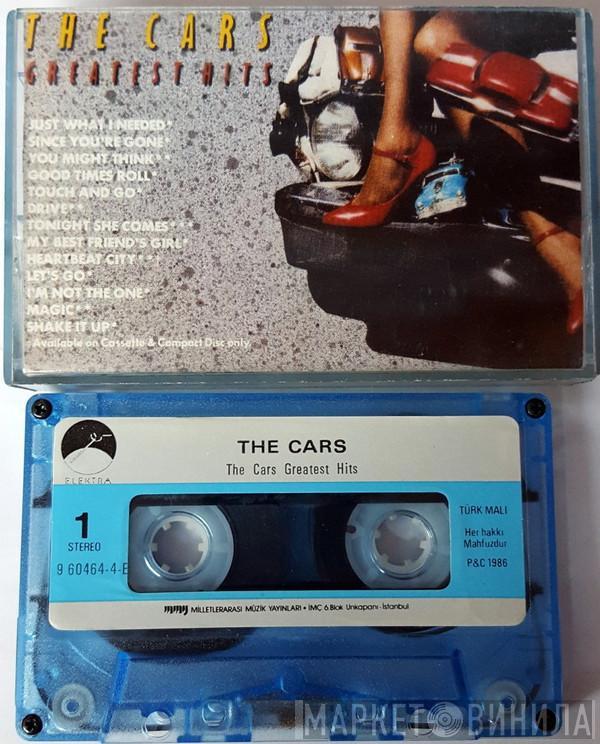 THE CARS
GREATEST HITS
JUST WHAT I NEEDED*
SINCE YOU'RE GONE*
YOU MIGHT THINK**
GOOD TIMES ROLL*
TOUCH AND GO*
DRIVE**
TONIGHT SHE COMES***
MY BEST FRIEND'S GIRL*
HEARTBEAT CITY**†
LET'S GO*
I'M NOT THE ONE*
MAGIC**
SHAKE IT UP*
Available on Cassette & Compact Disc only
ELEKTRA
THE CARS
The Cars Greatest Hits
1
STEREO
9 60464-4-E
TÜRK MALI
Her hakkı
Mahfuzdur
P&C 1986
mmy MİLLETLERARASI MÜZİK YAYINLARI • İMÇ 6.Blok Unkapanı-İstanbul
МАРКЕТ ВИНИЛА